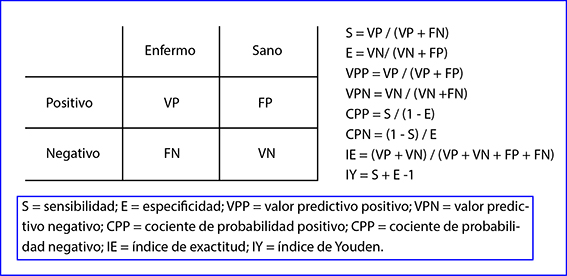 Enfermo Sano
Positivo VP FP
Negativo FN VN
S = VP / (VP + FN)
E = VN/ (VN + FP)
VPP = VP / (VP + FP)
VPN = VN / (VN +FN)
CPP = S / (1 - E)
CPN = (1 - S) / E
IE = (VP + VN) / (VP + VN + FP + FN)
IY = S + E -1
S = sensibilidad; E = especificidad; VPP = valor predictivo positivo; VPN = valor predic-
tivo negativo; CPP = cociente de probabilidad positivo; CPP = cociente de probabili-
dad negativo; IE = índice de exactitud; IY = índice de Youden.